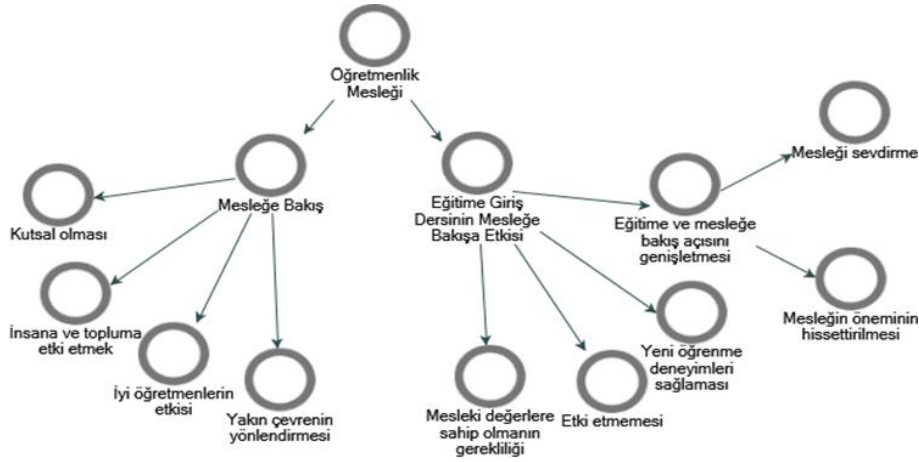 Öğretmenlik
Mesleği
Mesleğe Bakış
Eğitime Giriş
Dersinin Mesleğe
Bakışa Etkisi
Kutsal olması
İnsana ve topluma
etki etmek
İyi öğretmenlerin
etkisi
Yakın çevrenin
yönlendirmesi
Mesleki değerlere
sahip olmanın
gerekliliği
Etki etmemesi
Yeni öğrenme
deneyimleri
sağlaması
Eğitime ve mesleğe
bakış açısını
genişletmesi
Mesleği sevdirme
Mesleğin öneminin
hissettirilmesi